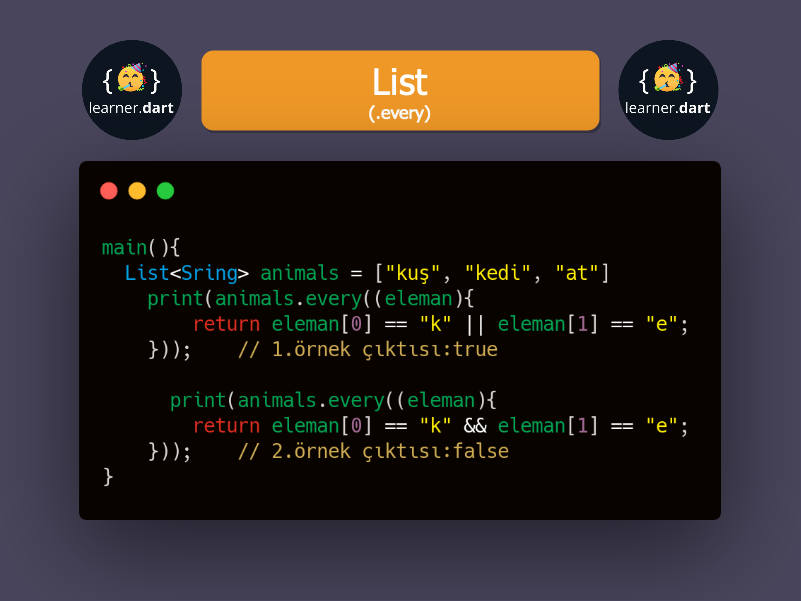 {🥳}
learner.dart
List
(.every)
{🥳}
learner.dart
main(){
List<Sring> animals = ["kuş", "kedi", "at"]
print(animals.every((eleman){
return eleman[0] == "k" || eleman[1] == "e";
})); // 1.örnek çıktısı:true
print(animals.every((eleman){
return eleman[0] == "k" && eleman[1] == "e";
})); // 2.örnek çıktısı:false
}